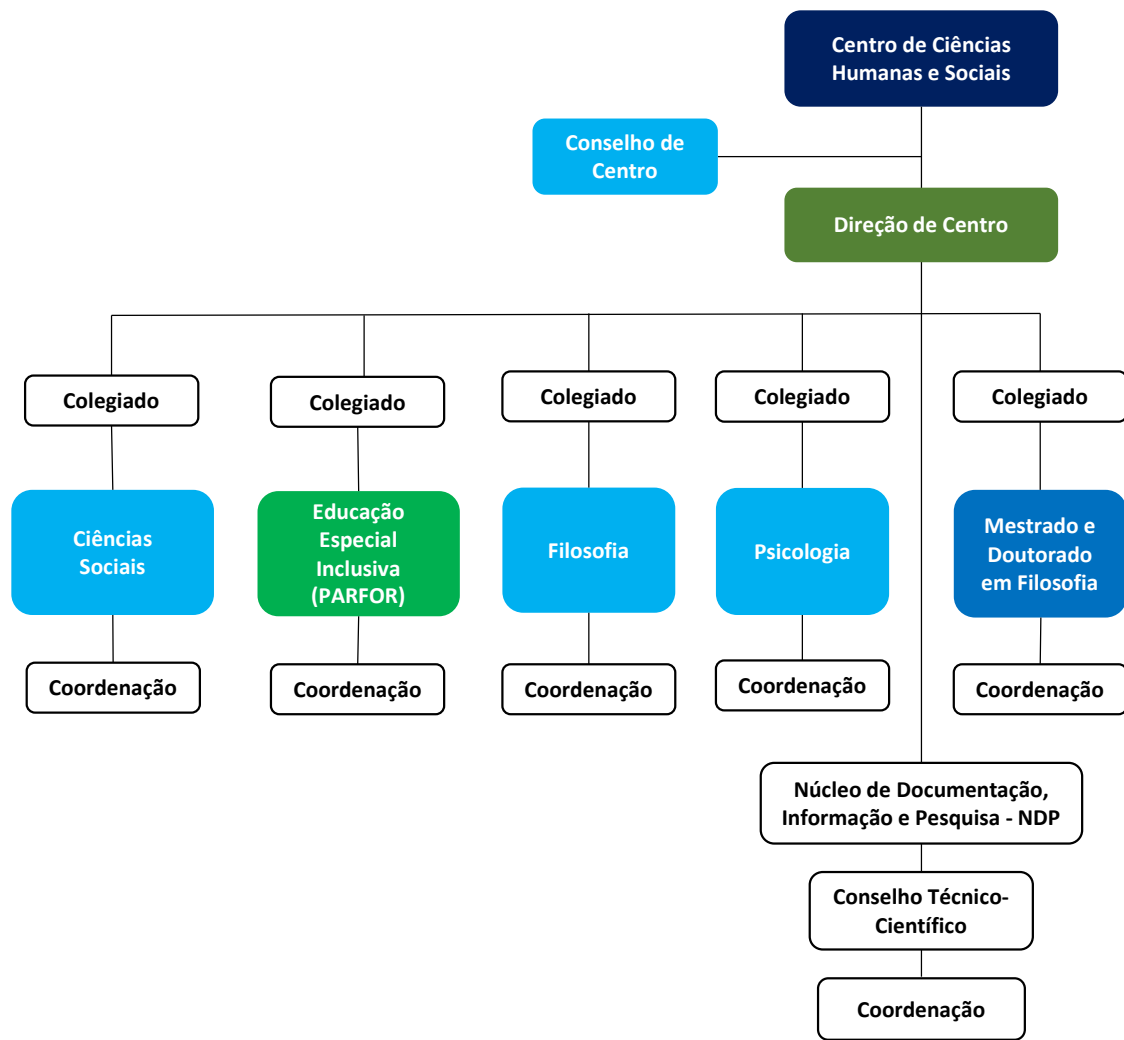 Centro de Ciências
Humanas e Sociais
Conselho de
Centro
Direção de Centro
Colegiado
Colegiado
Colegiado
Colegiado
Colegiado
Ciências
Sociais
Educação
Especial
Inclusiva
(PARFOR)
Filosofia
Psicologia
Mestrado e
Doutorado
em Filosofia
Coordenação
Coordenação
Coordenação
Coordenação
Coordenação
Núcleo de Documentação,
Informação e Pesquisa - NDP
Conselho Técnico-
Científico
Coordenação